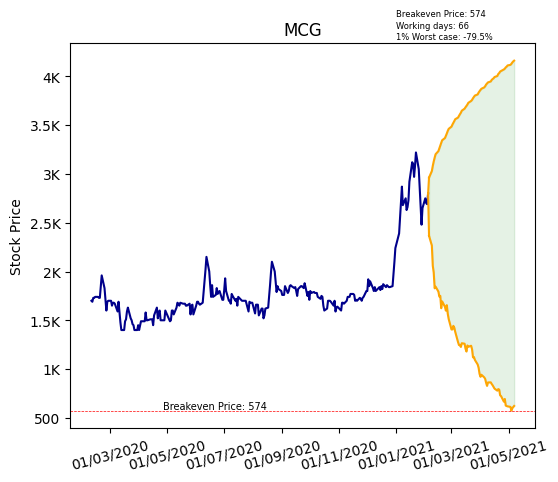 Breakeven Price: 574
Working days: 66
1% Worst case: -79.5%
MCG
Stock Price
4K
3.5K
3K
2.5K
2K
1.5K
1K
500
Breakeven Price: 574
01/03/2020
01/05/2020
01/07/2020
01/09/2020
01/11/2020
01/01/2021
01/03/2021
01/05/2021